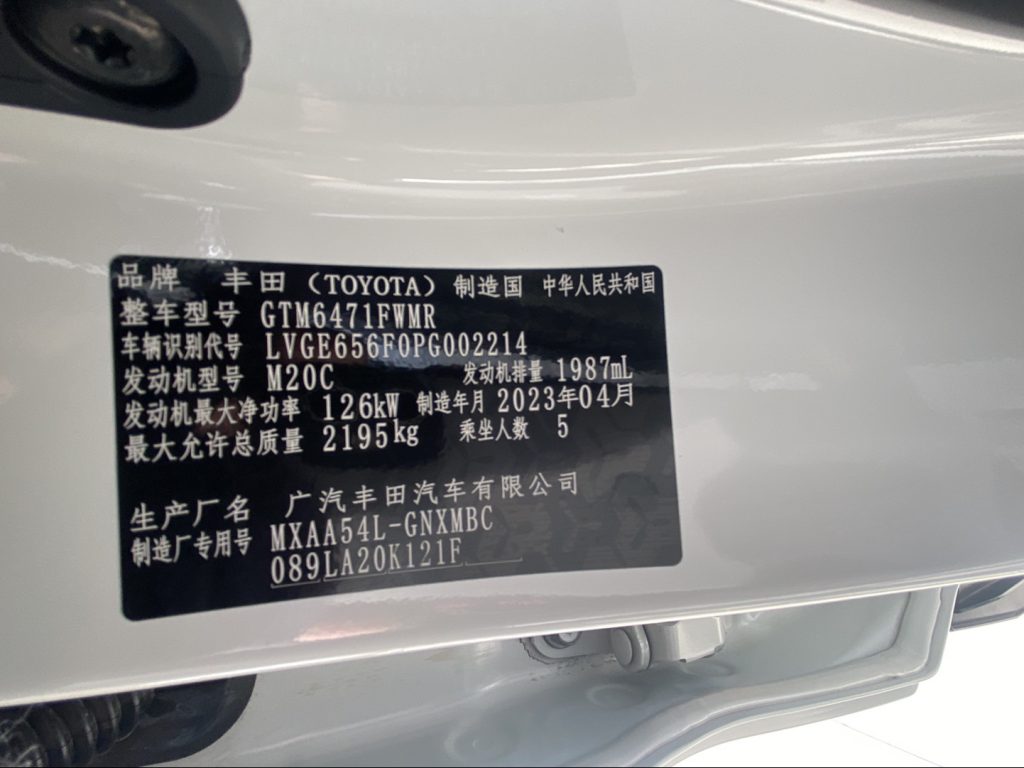 品牌 丰田（TOYOTA）制造国 中华人民共和国
整车型号 GTM6471FWMR
车辆识别代号 LVGE656F0PG002214
发动机型号 M20C 发动机排量 1987mL
发动机最大净功率 126kW 制造年月 2023年04月
最大允许总质量 2195kg 乘坐人数 5
生产厂名 广汽丰田汽车有限公司
制造厂专用号 MXAA54L-GNXMBC
089LA20K121F